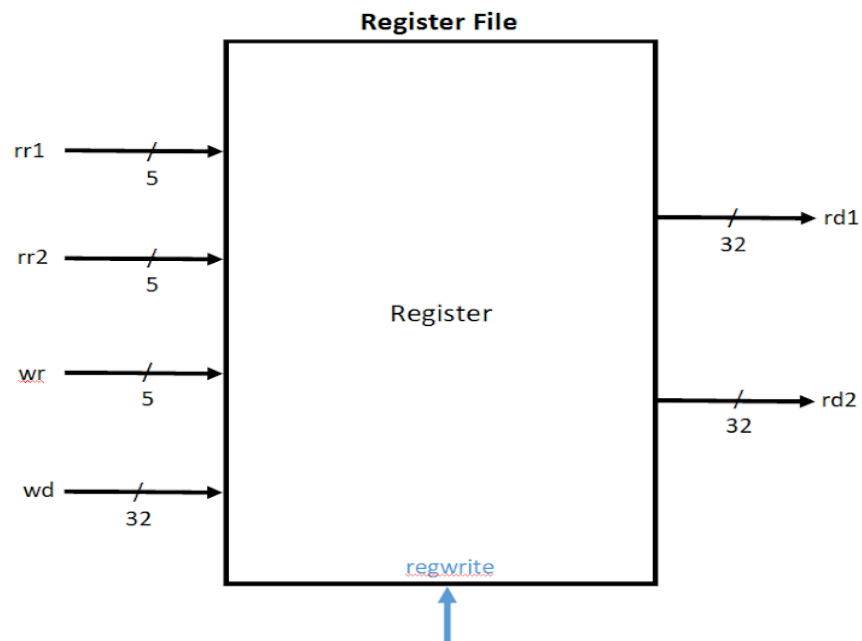 Register File
rr1
5
rr2
5
wr
5
wd
32
Register
rd1
32
rd2
32
regwrite